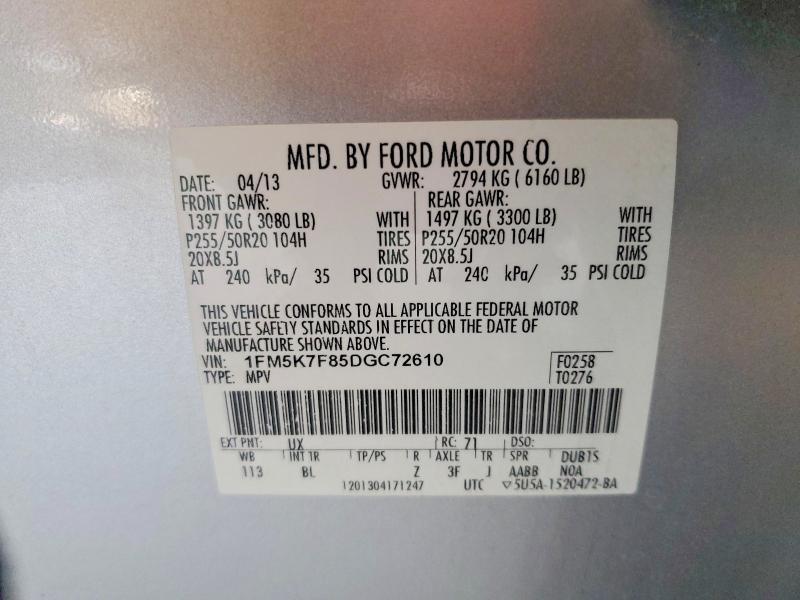 MFD. BY FORD MOTOR CO.
DATE: 04/13 GVWR: 2794 KG ( 6160 LB)
FRONT GAWR: REAR GAWR:
1397 KG ( 3080 LB) WITH 1497 KG ( 3300 LB) WITH
P255/50R20 104H TIRES P255/50R20 104H TIRES
20X8.5J RIMS 20X8.5J RIMS
AT 240 kPa/ 35 PSI COLD AT 240 kPa/ 35 PSI COLD
THIS VEHICLE CONFORMS TO ALL APPLICABLE FEDERAL MOTOR
VEHICLE SAFETY STANDARDS IN EFFECT ON THE DATE OF
MANUFACTURE SHOWN ABOVE.
VIN: 1FM5K7F85DGC72610 F0258
TYPE: MPV T0276
EXT PNT: UX RC: 71 DSO:
WB INT TR TP/PS R AXLE TR SPR DUB1S
113 BL Z 3F J AABB NOA
1201304171247 UTC ▽5U5A-1520472-BA